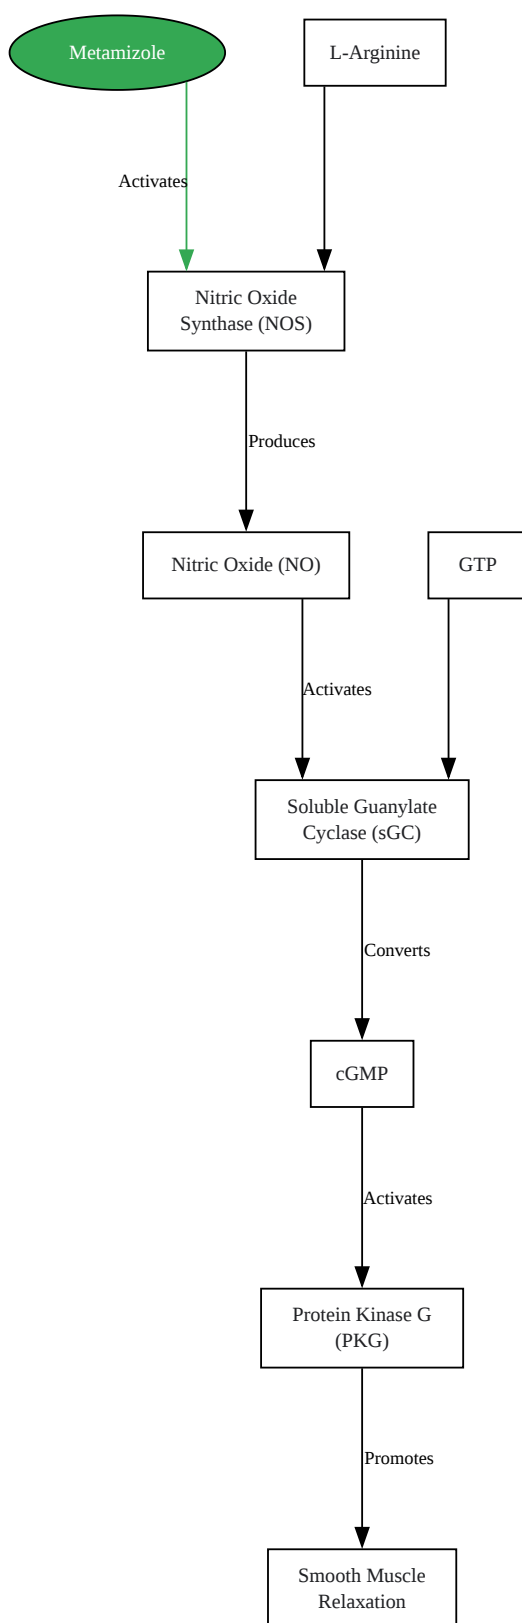 Metamizole
L-Arginine
Activates
Nitric Oxide
Synthase (NOS)
Produces
Nitric Oxide (NO)
GTP
Activates
Soluble Guanylate
Cyclase (sGC)
Converts
cGMP
Activates
Protein Kinase G
(PKG)
Promotes
Smooth Muscle
Relaxation